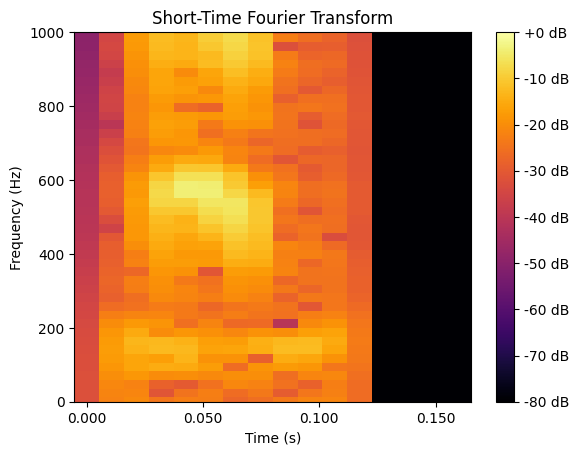 Short-Time Fourier Transform
1000
800
600
400
200
0
Frequency (Hz)
0.000
0.050
0.100
0.150
Time (s)
+0 dB
-10 dB
-20 dB
-30 dB
-40 dB
-50 dB
-60 dB
-70 dB
-80 dB